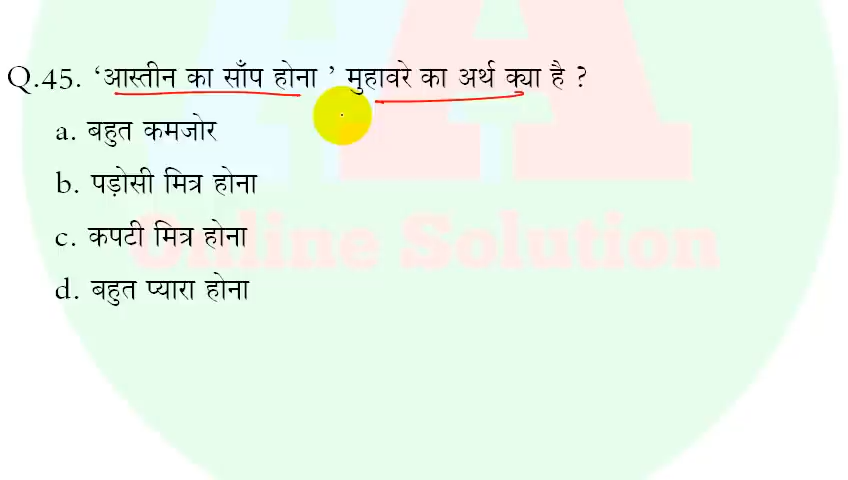 Q.45. ‘आस्तीन का साँप होना ’ मुहावरे का अर्थ क्या है ?
a. बहुत कमजोर
b. पड़ोसी मित्र होना
c. कपटी मित्र होना
d. बहुत प्यारा होना
Online Solution